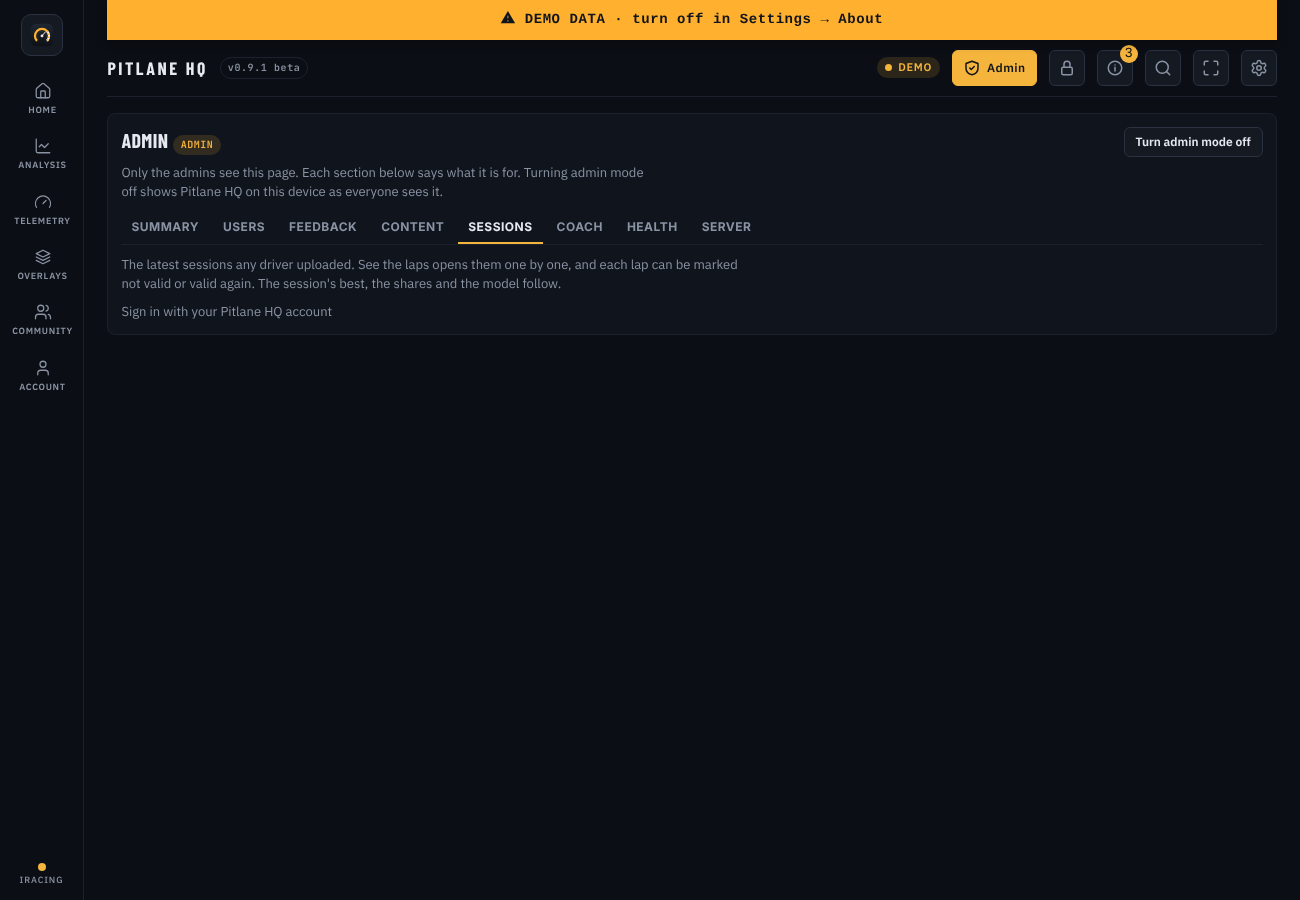 ⚠ DEMO DATA · turn off in Settings → About
PITLANE HQ v0.9.1 beta
DEMO
Admin
3
HOME
ANALYSIS
TELEMETRY
OVERLAYS
COMMUNITY
ACCOUNT
IRACING
ADMIN ADMIN
Turn admin mode off
Only the admins see this page. Each section below says what it is for. Turning admin mode
off shows Pitlane HQ on this device as everyone sees it.
SUMMARY USERS FEEDBACK CONTENT SESSIONS COACH HEALTH SERVER
The latest sessions any driver uploaded. See the laps opens them one by one, and each lap can be marked
not valid or valid again. The session's best, the shares and the model follow.
Sign in with your Pitlane HQ account